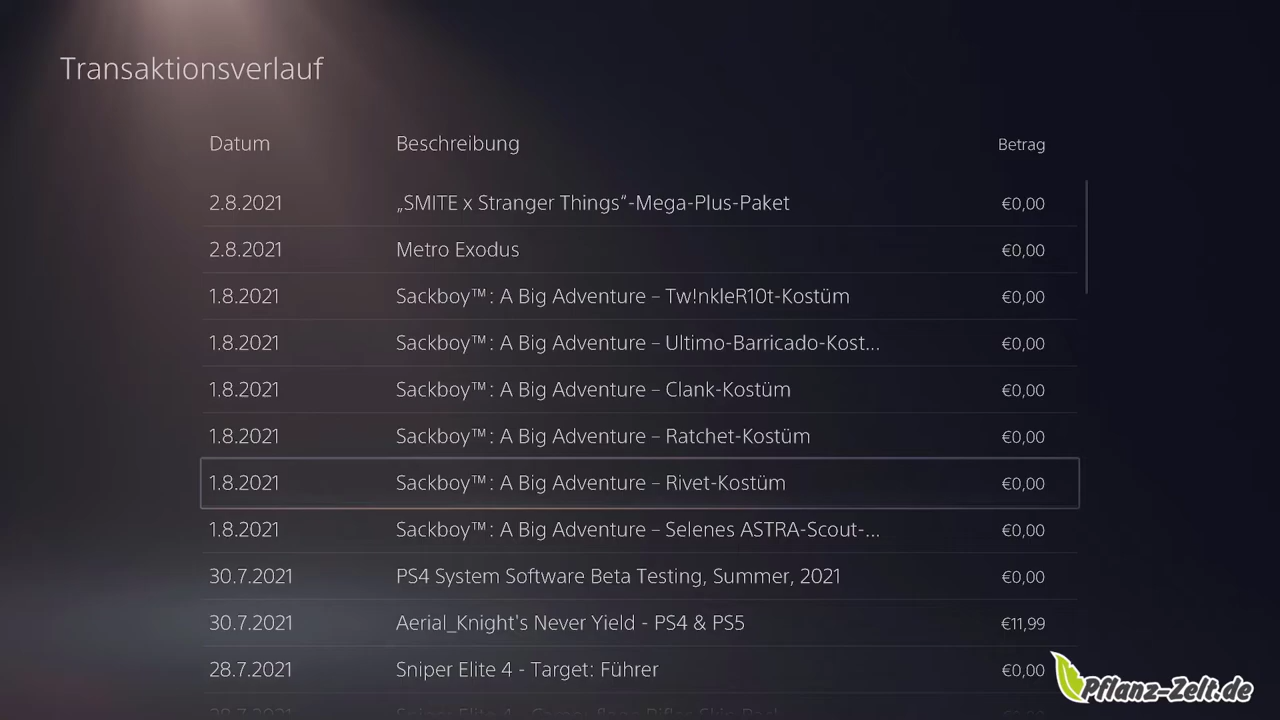 Transaktionsverlauf
Datum Beschreibung Betrag
2.8.2021 „SMITE x Stranger Things“-Mega-Plus-Paket €0,00
2.8.2021 Metro Exodus €0,00
1.8.2021 Sackboy™: A Big Adventure – Tw!nkleR10t-Kostüm €0,00
1.8.2021 Sackboy™: A Big Adventure – Ultimo-Barricado-Kost... €0,00
1.8.2021 Sackboy™: A Big Adventure – Clank-Kostüm €0,00
1.8.2021 Sackboy™: A Big Adventure – Ratchet-Kostüm €0,00
1.8.2021 Sackboy™: A Big Adventure – Rivet-Kostüm €0,00
1.8.2021 Sackboy™: A Big Adventure – Selenes ASTRA-Scout-... €0,00
30.7.2021 PS4 System Software Beta Testing, Summer, 2021 €0,00
30.7.2021 Aerial_Knight's Never Yield - PS4 & PS5 €11,99
28.7.2021 Sniper Elite 4 - Target: Führer €0,00
Pflanz-Zelt.de